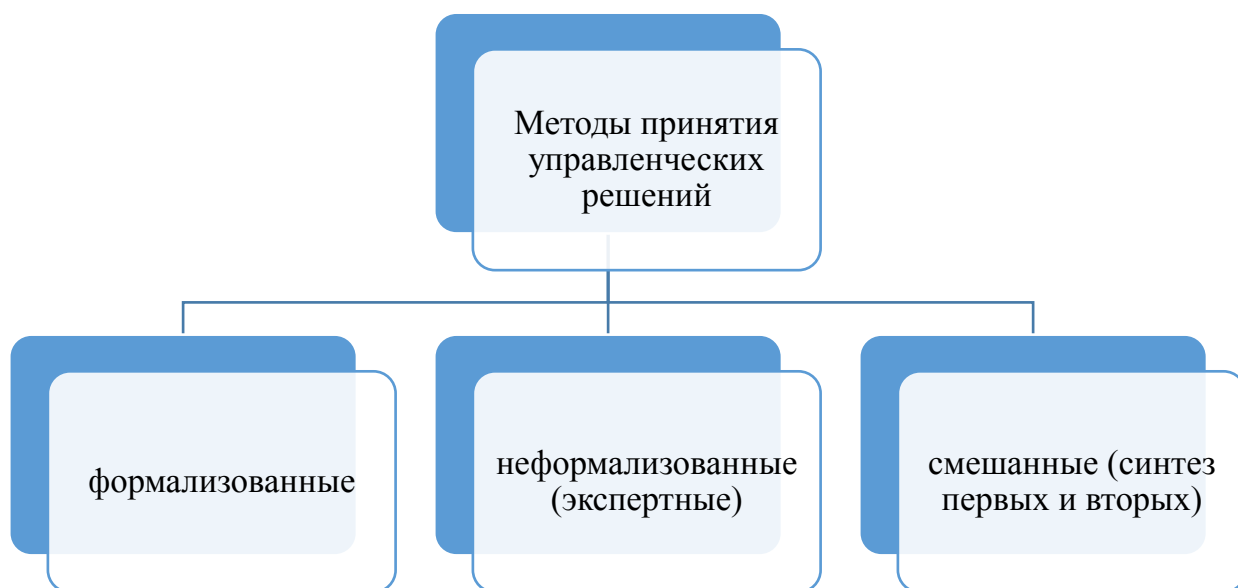 Методы принятия
управленческих
решений
формализованные
неформализованные
(экспертные)
смешанные (синтез
первых и вторых)